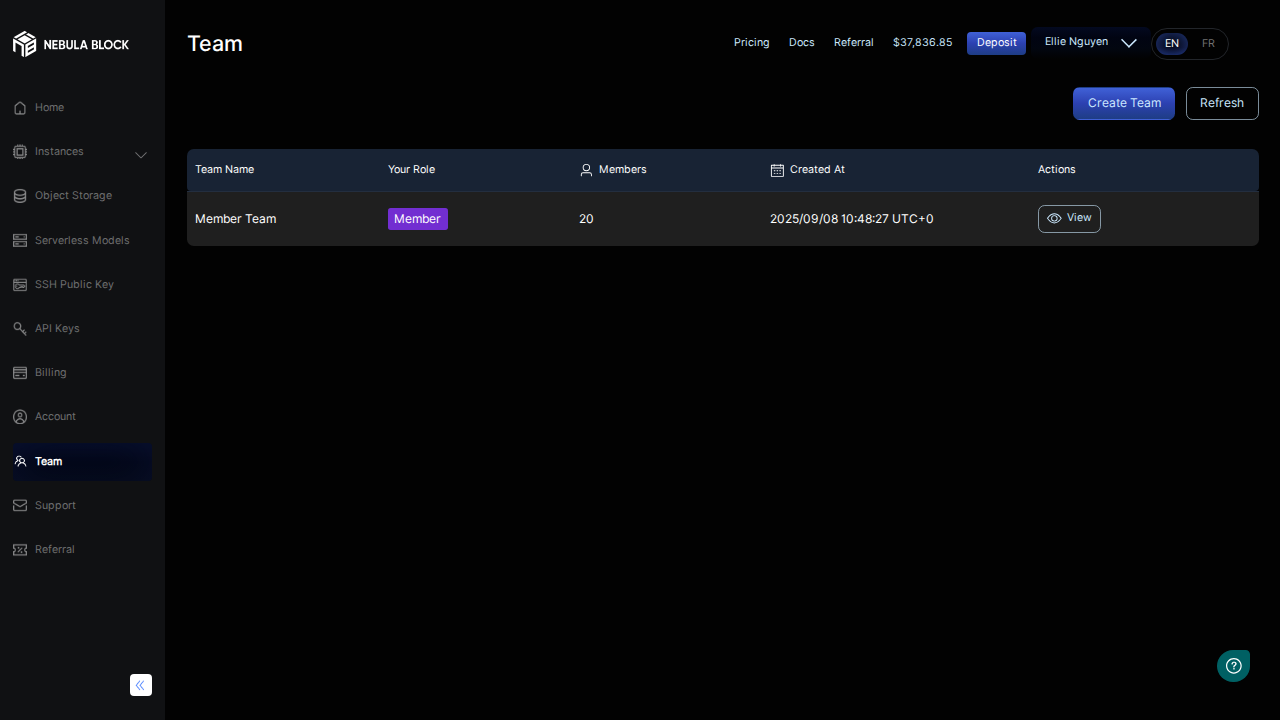 NEBULA BLOCK
Team
Pricing
Docs
Referral
$37,836.85
Deposit
Ellie Nguyen
EN
FR
Home
Instances
Object Storage
Serverless Models
SSH Public Key
API Keys
Billing
Account
Team
Support
Referral
Create Team
Refresh
Team Name
Your Role
Members
Created At
Actions
Member Team
Member
20
2025/09/08 10:48:27 UTC+0
View